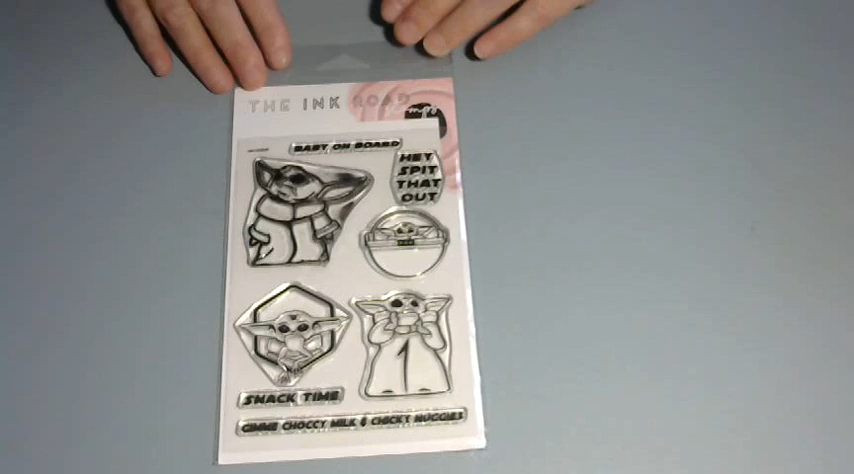 THE INK ROAD
BABY ON BOARD
HEY
SPIT
THAT
OUT
SNACK TIME
GIMME CHOCCY MILK & CHICKY NUGGIES